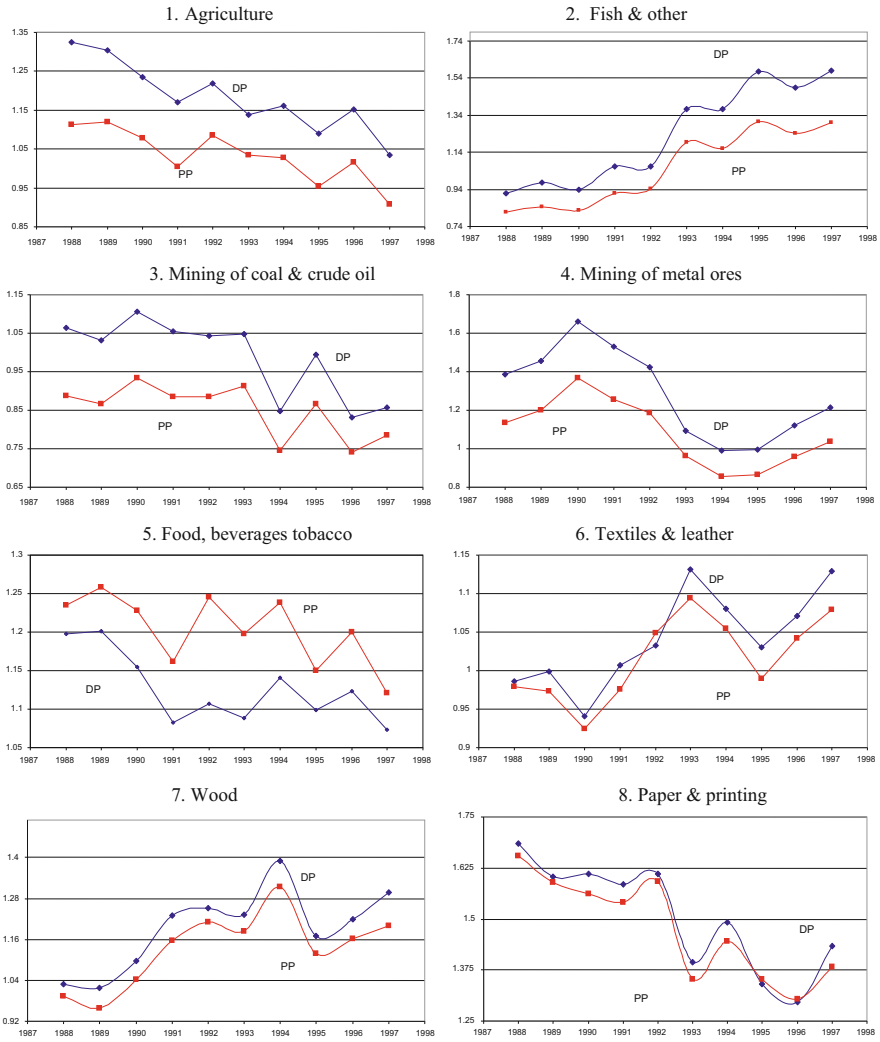 1. Agriculture
1.35
1.25
1.15
1.05
0.95
0.85
DP
PP
1987 1988 1989 1990 1991 1992 1993 1994 1995 1996 1997 1998
2. Fish & other
1.74
1.54
1.34
1.14
0.94
0.74
DP
PP
1987 1988 1989 1990 1991 1992 1993 1994 1995 1996 1997 1998
3. Mining of coal & crude oil
1.15
1.05
0.95
0.85
0.75
0.65
DP
PP
1987 1988 1989 1990 1991 1992 1993 1994 1995 1996 1997 1998
4. Mining of metal ores
1.8
1.6
1.4
1.2
1
0.8
PP
DP
1987 1988 1989 1990 1991 1992 1993 1994 1995 1996 1997 1998
5. Food, beverages tobacco
1.3
1.25
1.2
1.15
1.1
1.05
PP
DP
1987 1988 1989 1990 1991 1992 1993 1994 1995 1996 1997 1998
6. Textiles & leather
1.15
1.1
1.05
1
0.95
0.9
DP
PP
1987 1988 1989 1990 1991 1992 1993 1994 1995 1996 1997 1998
7. Wood
1.4
1.28
1.16
1.04
0.92
DP
PP
1987 1988 1989 1990 1991 1992 1993 1994 1995 1996 1997 1998
8. Paper & printing
1.75
1.625
1.5
1.375
1.25
DP
PP
1987 1988 1989 1990 1991 1992 1993 1994 1995 1996 1997 1998